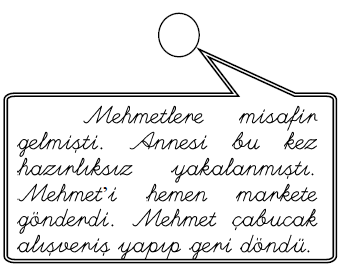 Mehmetlere misafir
gelmişti. Annesi bu kez
hazırlıksız yakalanmıştı.
Mehmet'i hemen markete
gönderdi. Mehmet çabucak
alışveriş yapıp geri döndü.